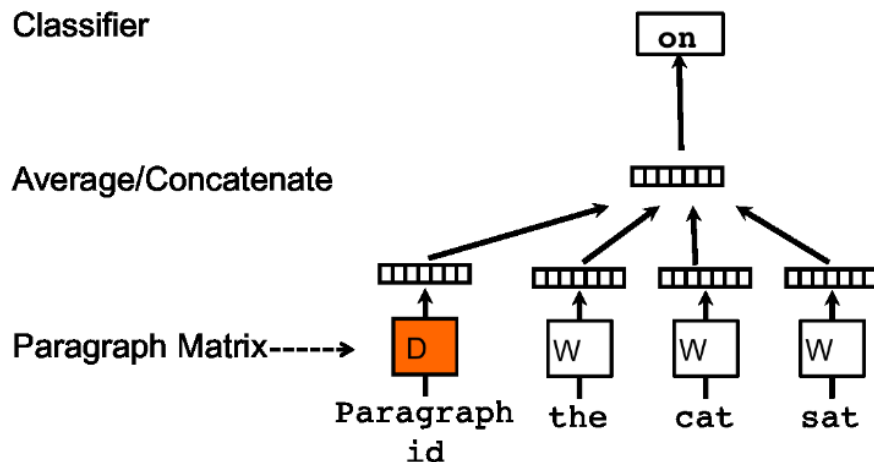 Classifier
on
Average/Concatenate
Paragraph Matrix----->
D
W
W
W
Paragraph
id
the
cat
sat